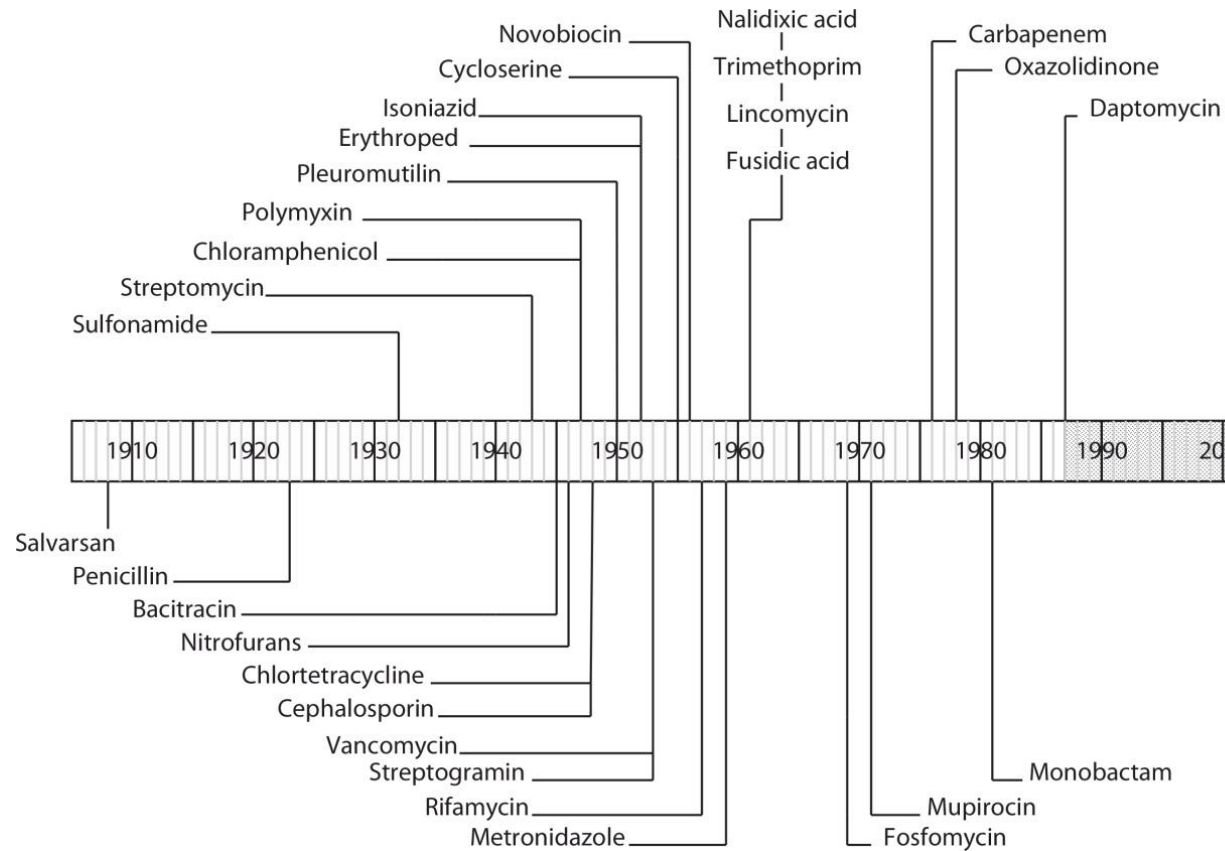 Nalidixic acid
Novobiocin
Carbapenem
Cycloserine
Trimethoprim
Oxazolidinone
Isoniazid
Lincomycin
Daptomycin
Erythroped
Fusidic acid
Pleuromutilin
Polymyxin
Chloramphenicol
Streptomycin
Sulfonamide
1910 1920 1930 1940 1950 1960 1970 1980 1990 20
Salvarsan
Penicillin
Bacitracin
Nitrofurans
Chlortetracycline
Cephalosporin
Vancomycin
Streptogramin
Monobactam
Rifamycin
Mupirocin
Metronidazole
Fosfomycin